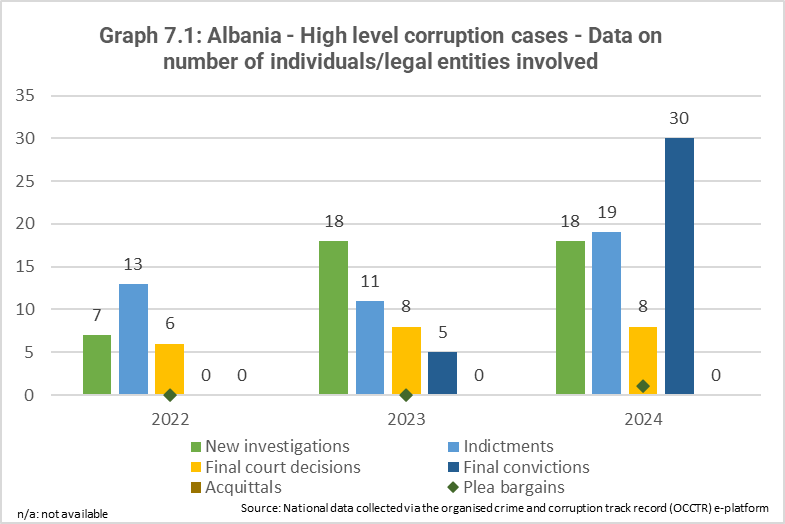 Graph 7.1: Albania - High level corruption cases - Data on
number of individuals/legal entities involved
35
30
25
20
15
10
5
0
7
13
6
0
0
18
11
8
5
0
18
19
8
30
0
2022
2023
2024
New investigations
Indictments
Final court decisions
Final convictions
Acquittals
Plea bargains
n/a: not available
Source: National data collected via the organised crime and corruption track record (OCCTR) e-platform